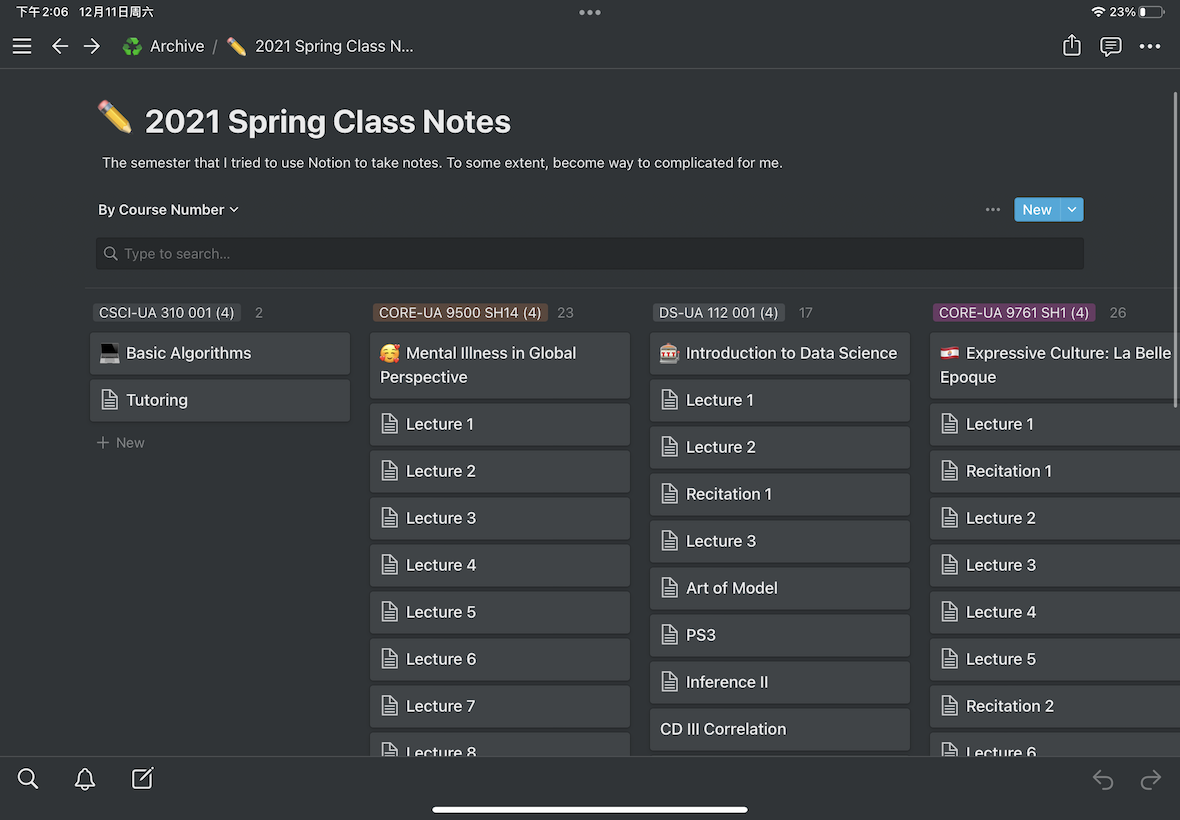 下午2:06 12月11日周六
23%
Archive / 2021 Spring Class N...
2021 Spring Class Notes
The semester that I tried to use Notion to take notes. To some extent, become way to complicated for me.
By Course Number
New
Type to search...
CSCI-UA 310 001 (4) 2
Basic Algorithms
Tutoring
New
CORE-UA 9500 SH14 (4) 23
Mental Illness in Global
Perspective
Lecture 1
Lecture 2
Lecture 3
Lecture 4
Lecture 5
Lecture 6
Lecture 7
Lecture 8
DS-UA 112 001 (4) 17
Introduction to Data Science
Lecture 1
Lecture 2
Recitation 1
Lecture 3
Art of Model
PS3
Inference II
CD III Correlation
CORE-UA 9761 SH1 (4) 26
Expressive Culture: La Belle
Epoque
Lecture 1
Recitation 1
Lecture 2
Lecture 3
Lecture 4
Lecture 5
Recitation 2
Lecture 6